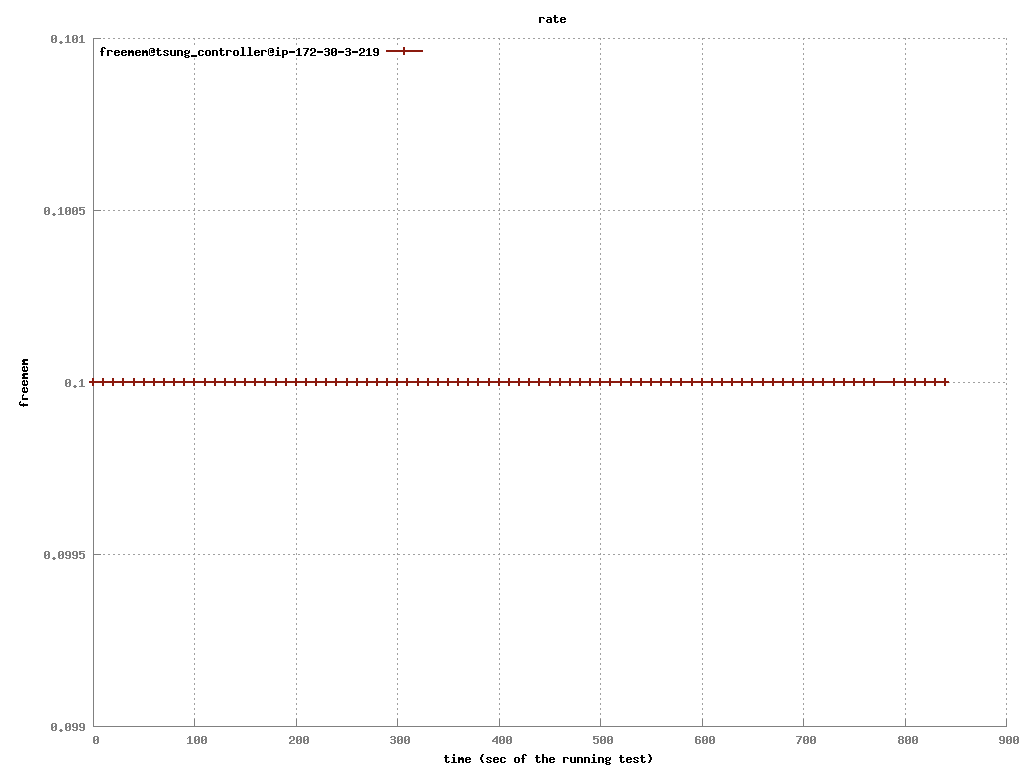 rate
0.101
freemem@tsung_controller@ip-172-30-3-219
0.1005
0.1
freemem
0.0995
0.099
0 100 200 300 400 500 600 700 800 900
time (sec of the running test)